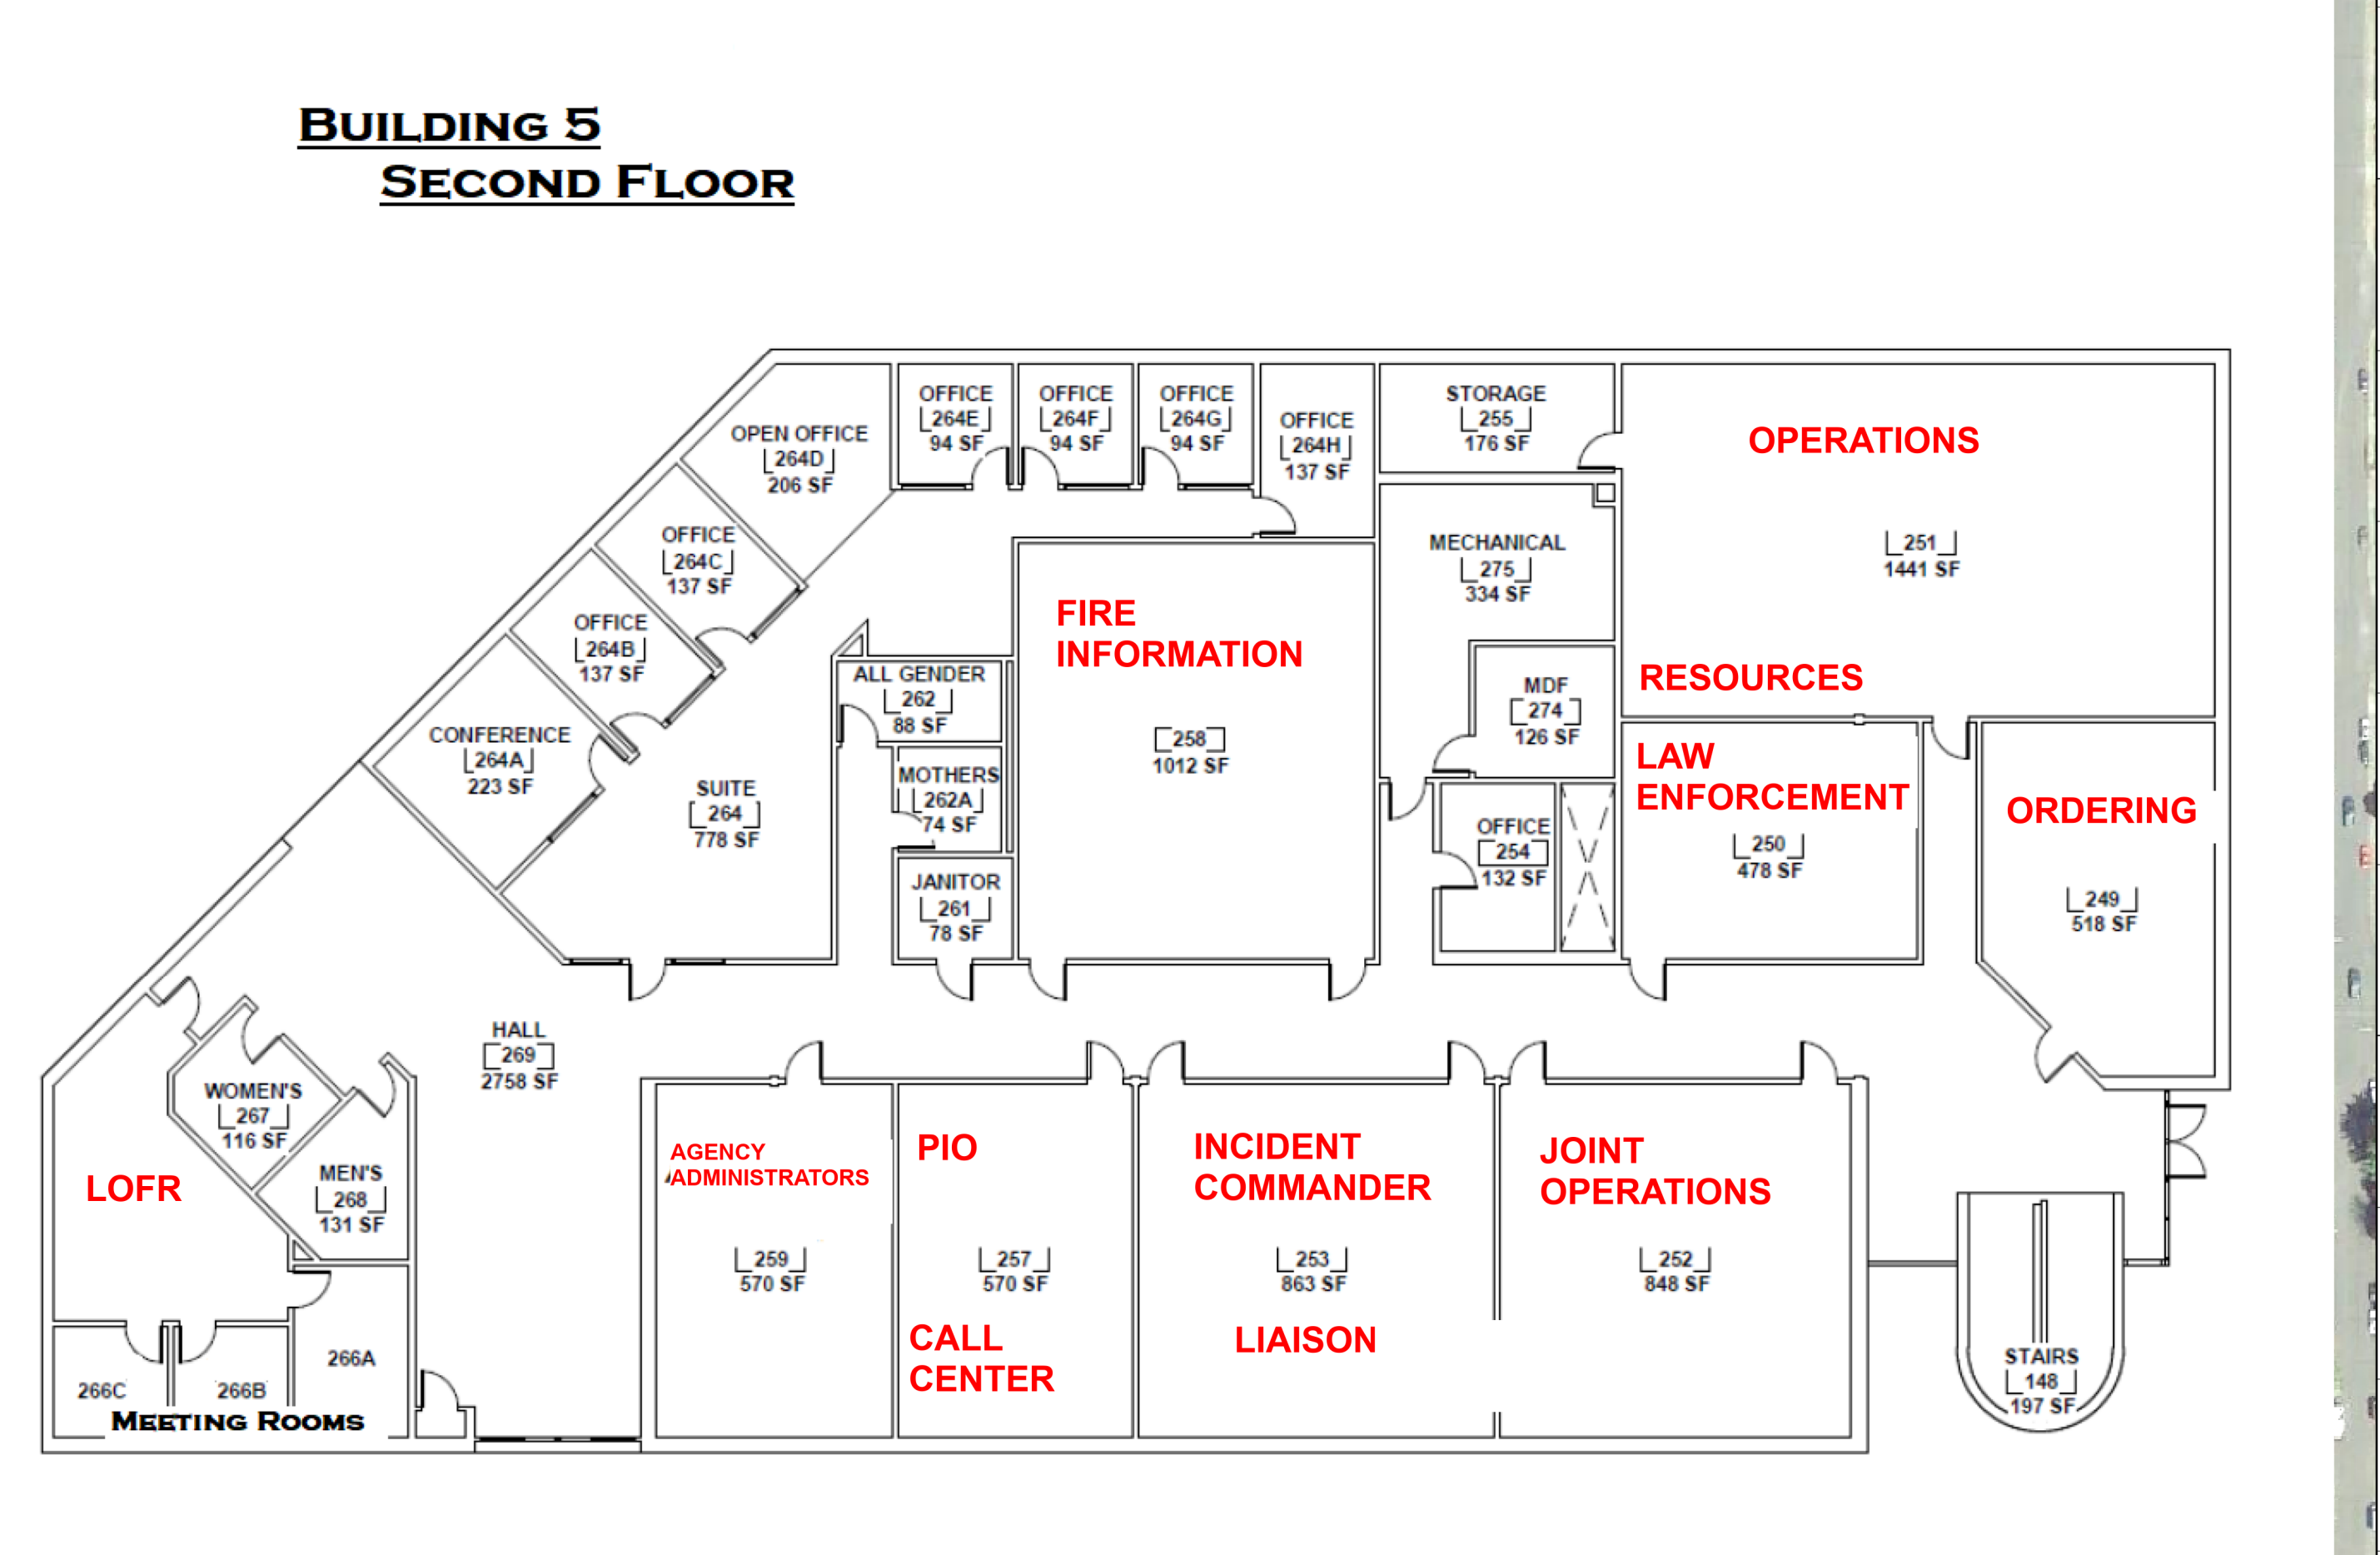 BUILDING 5
SECOND FLOOR
OFFICE
264E
94 SF
OFFICE
264F
94 SF
OFFICE
264G
94 SF
OFFICE
264H
137 SF
STORAGE
255
176 SF
OPERATIONS
251
1441 SF
RESOURCES
OPEN OFFICE
264D
206 SF
OFFICE
264C
137 SF
OFFICE
264B
137 SF
CONFERENCE
264A
223 SF
SUITE
264
778 SF
ALL GENDER
262
88 SF
MOTHERS
262A
74 SF
JANITOR
261
78 SF
FIRE
INFORMATION
258
1012 SF
MECHANICAL
275
334 SF
MDF
274
126 SF
OFFICE
254
132 SF
LAW
ENFORCEMENT
250
478 SF
ORDERING
249
518 SF
HALL
269
2758 SF
WOMEN'S
267
116 SF
MEN'S
268
131 SF
LOFR
266A
266B
266C
MEETING ROOMS
AGENCY
ADMINISTRATORS
259
570 SF
PIO
257
570 SF
CALL
CENTER
INCIDENT
COMMANDER
253
863 SF
LIAISON
JOINT
OPERATIONS
252
848 SF
STAIRS
148
197 SF